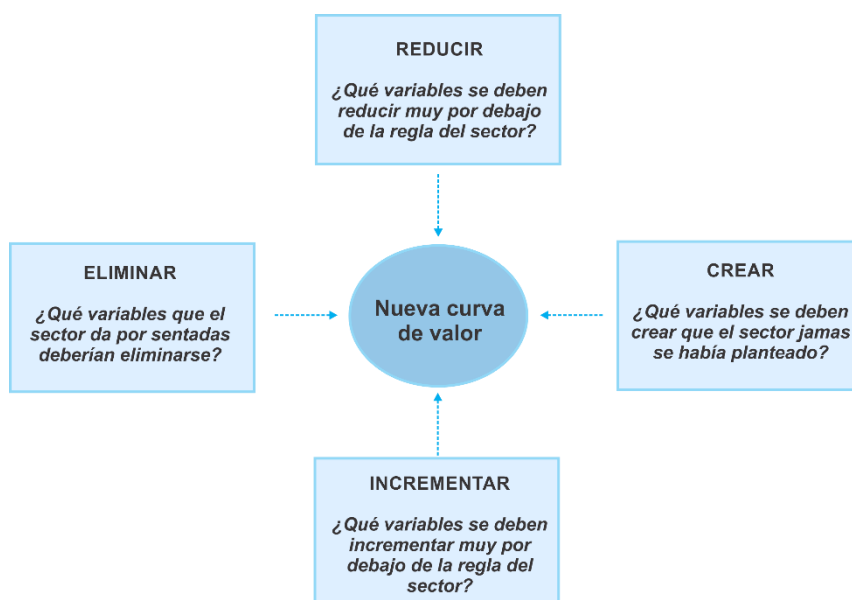 REDUCIR
¿Qué variables se deben
reducir muy por debajo
de la regla del sector?
ELIMINAR
¿Qué variables que el
sector da por sentadas
deberían eliminarse?
Nueva curva
de valor
CREAR
¿Qué variables se deben
crear que el sector jamas
se había planteado?
INCREMENTAR
¿Qué variables se deben
incrementar muy por
debajo de la regla del
sector?